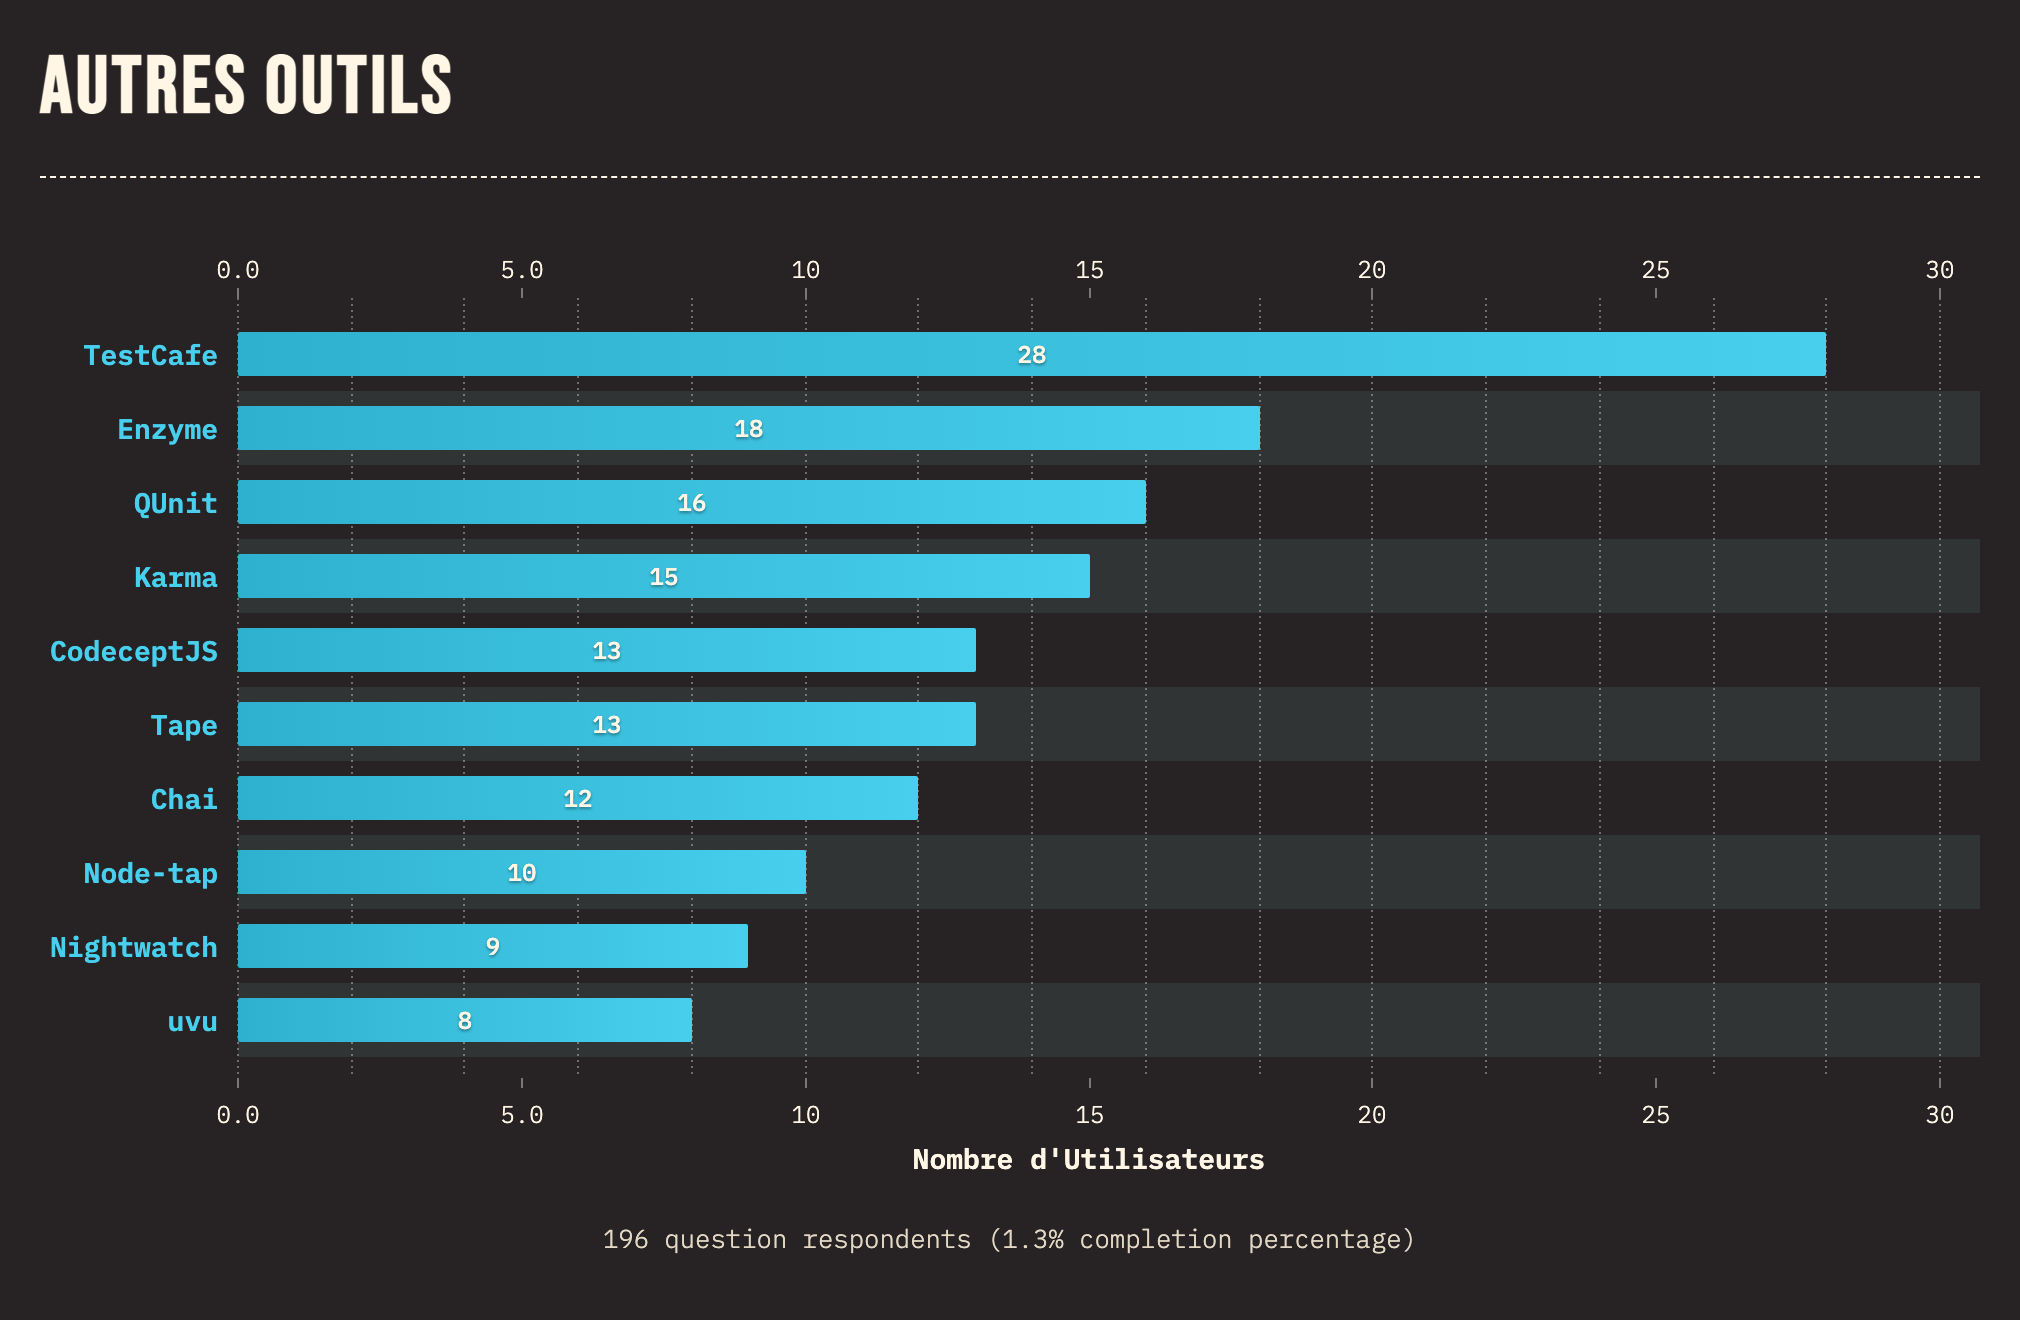 AUTRES OUTILS
0.0 5.0 10 15 20 25 30
TestCafe 28
Enzyme 18
QUnit 16
Karma 15
CodeceptJS 13
Tape 13
Chai 12
Node-tap 10
Nightwatch 9
uvu 8
0.0 5.0 10 15 20 25 30
Nombre d'Utilisateurs
196 question respondents (1.3% completion percentage)